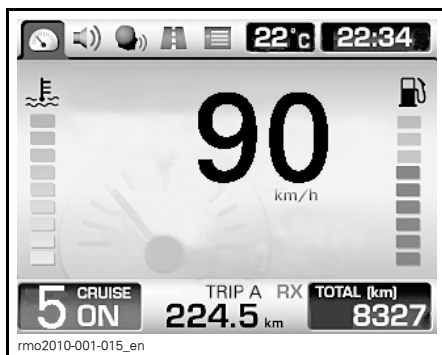 22°c 22:34
90
km/h
5 CRUISE ON
TRIP A RX
224.5 km
TOTAL (km)
8327
rmo2010-001-015_en